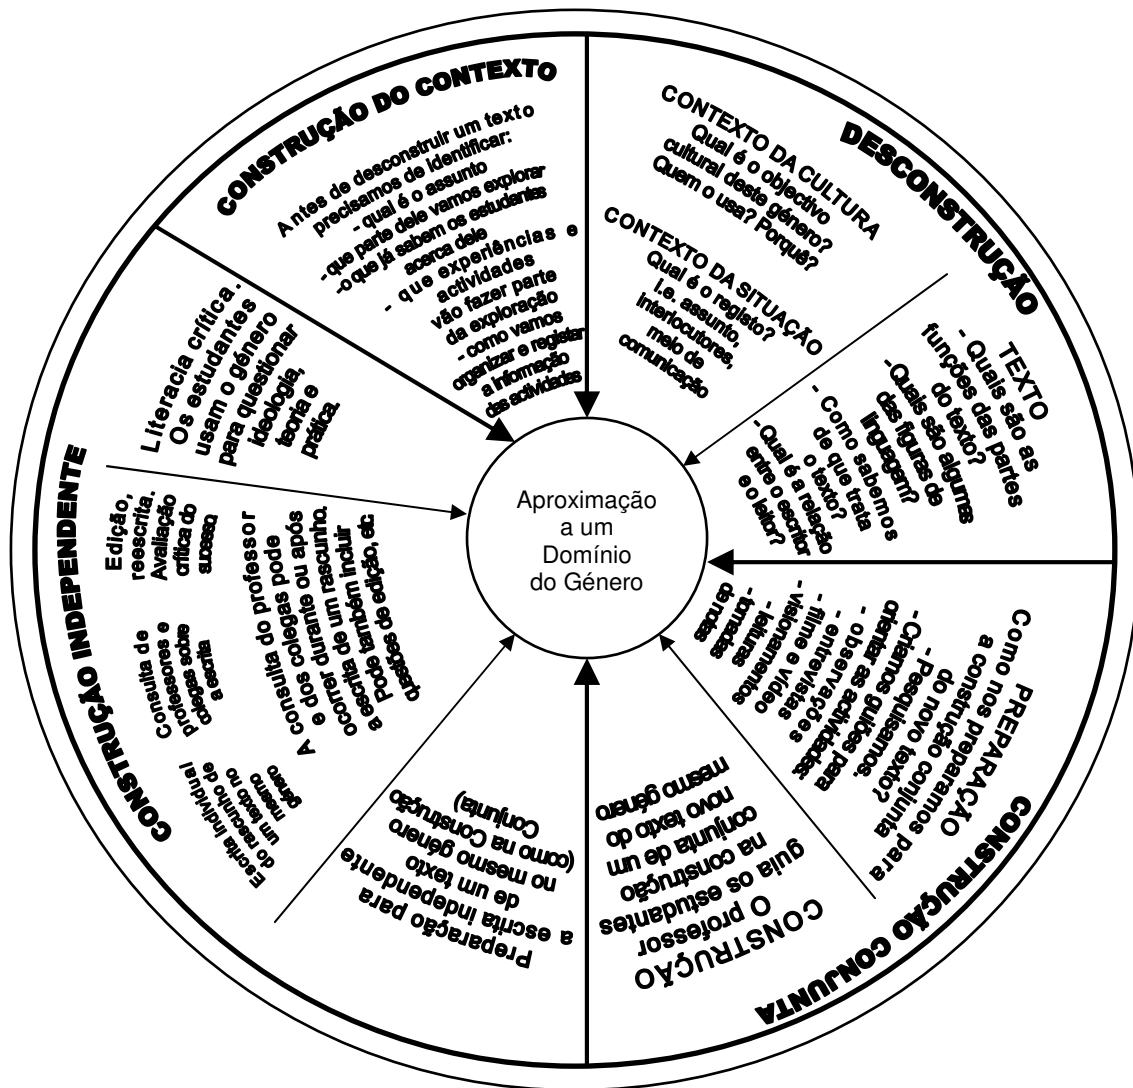 CONSTRUÇÃO DO CONTEXTO
Antes de desconstruir um texto
precisamos de identificar:
- qual é o assunto
- que parte dele vamos explorar
-o que já sabem os estudantes
acerca dele
- que experiências e
actividades
vão fazer parte
da exploração
- como vamos
organizar e registar
a informação
das actividades
DESCONSTRUÇÃO
CONTEXTO DA CULTURA
Qual é o objectivo
cultural deste género?
Quem o usa? Porquê?
CONTEXTO DA SITUAÇÃO
Qual é o registo?
i.e. assunto,
interlocutores,
meio de
comunicação
TEXTO
- Quais são as
funções das partes
do texto?
-Quais são algumas
das figuras de
linguagem?
- Como sabemos
de que trata
o texto?
- Qual é a relação
entre o escritor
e o leitor?
CONSTRUÇÃO CONJUNTA
PREPARAÇÃO
Como nos preparamos para
a construção conjunta
do novo texto?
- Pesquisamos.
- Criamos guiões para
orientar as actividades:
- observações
- entrevistas
- filme e vídeo
visionamentos
- leituras
- tomadas
de notas
CONSTRUÇÃO
O professor
guia os estudantes
na construção
conjunta de um
novo texto do
mesmo género
CONSTRUÇÃO INDEPENDENTE
Preparação para
a escrita independente
de um texto
no mesmo género
(como na Construção
Conjunta)
Escrita individual
do rascunho de
um texto no
mesmo
género
Consulta de
professores e
colegas sobre
a escrita
A consulta do professor
e dos colegas pode
ocorrer durante ou após
a escrita de um rascunho.
Pode também incluir
questões de edição, etc
Edição,
reescrita.
Avaliação
crítica do
sucesso.
Literacia crítica.
Os estudantes
usam o género
para questionar
ideologia,
teoria e
prática.
Aproximação
a um
Domínio
do Género